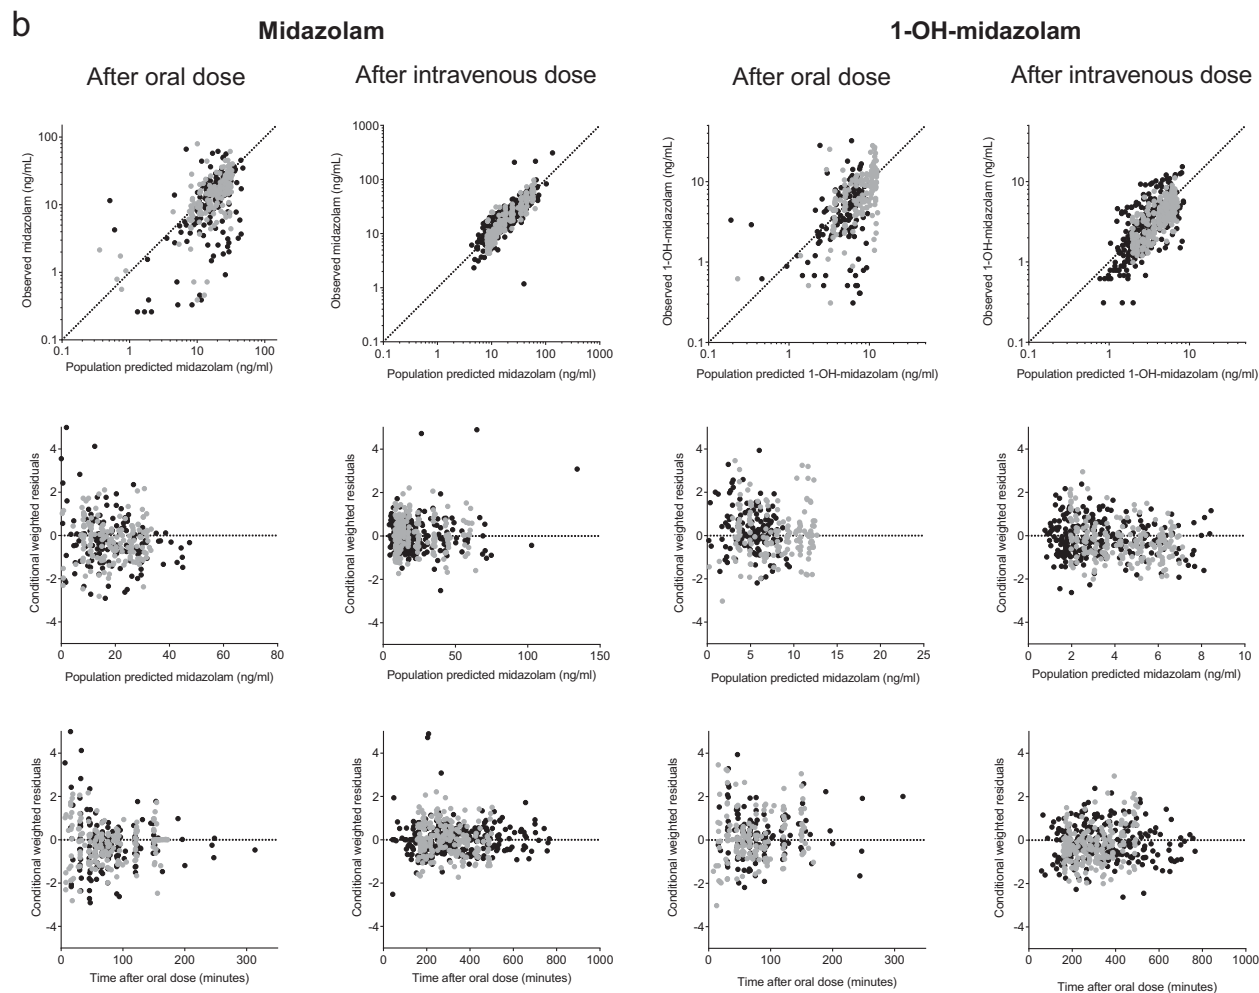 b
Midazolam
1-OH-midazolam
After oral dose
After intravenous dose
After oral dose
After intravenous dose
Observed midazolam (ng/mL)
100
10
1
0.1
0.1 1 10 100
Population predicted midazolam (ng/ml)
Observed midazolam (ng/mL)
1000
100
10
1
0.1
0.1 1 10 100 1000
Population predicted midazolam (ng/ml)
Observed 1-OH-midazolam (ng/mL)
10
1
0.1
0.1 1 10
Population predicted 1-OH-midazolam (ng/ml)
Observed 1-OH-midazolam (ng/mL)
10
1
0.1
0.1 1 10
Population predicted 1-OH-midazolam (ng/ml)
Conditional weighted residuals
4
2
0
-2
-4
0 20 40 60 80
Population predicted midazolam (ng/ml)
Conditional weighted residuals
4
2
0
-2
-4
0 50 100 150
Population predicted midazolam (ng/ml)
Conditional weighted residuals
4
2
0
-2
-4
0 5 10 15 20 25
Population predicted midazolam (ng/ml)
Conditional weighted residuals
4
2
0
-2
-4
0 2 4 6 8 10
Population predicted midazolam (ng/ml)
Conditional weighted residuals
4
2
0
-2
-4
0 100 200 300
Time after oral dose (minutes)
Conditional weighted residuals
4
2
0
-2
-4
0 200 400 600 800 1000
Time after oral dose (minutes)
Conditional weighted residuals
4
2
0
-2
-4
0 100 200 300
Time after oral dose (minutes)
Conditional weighted residuals
4
2
0
-2
-4
0 200 400 600 800 1000
Time after oral dose (minutes)